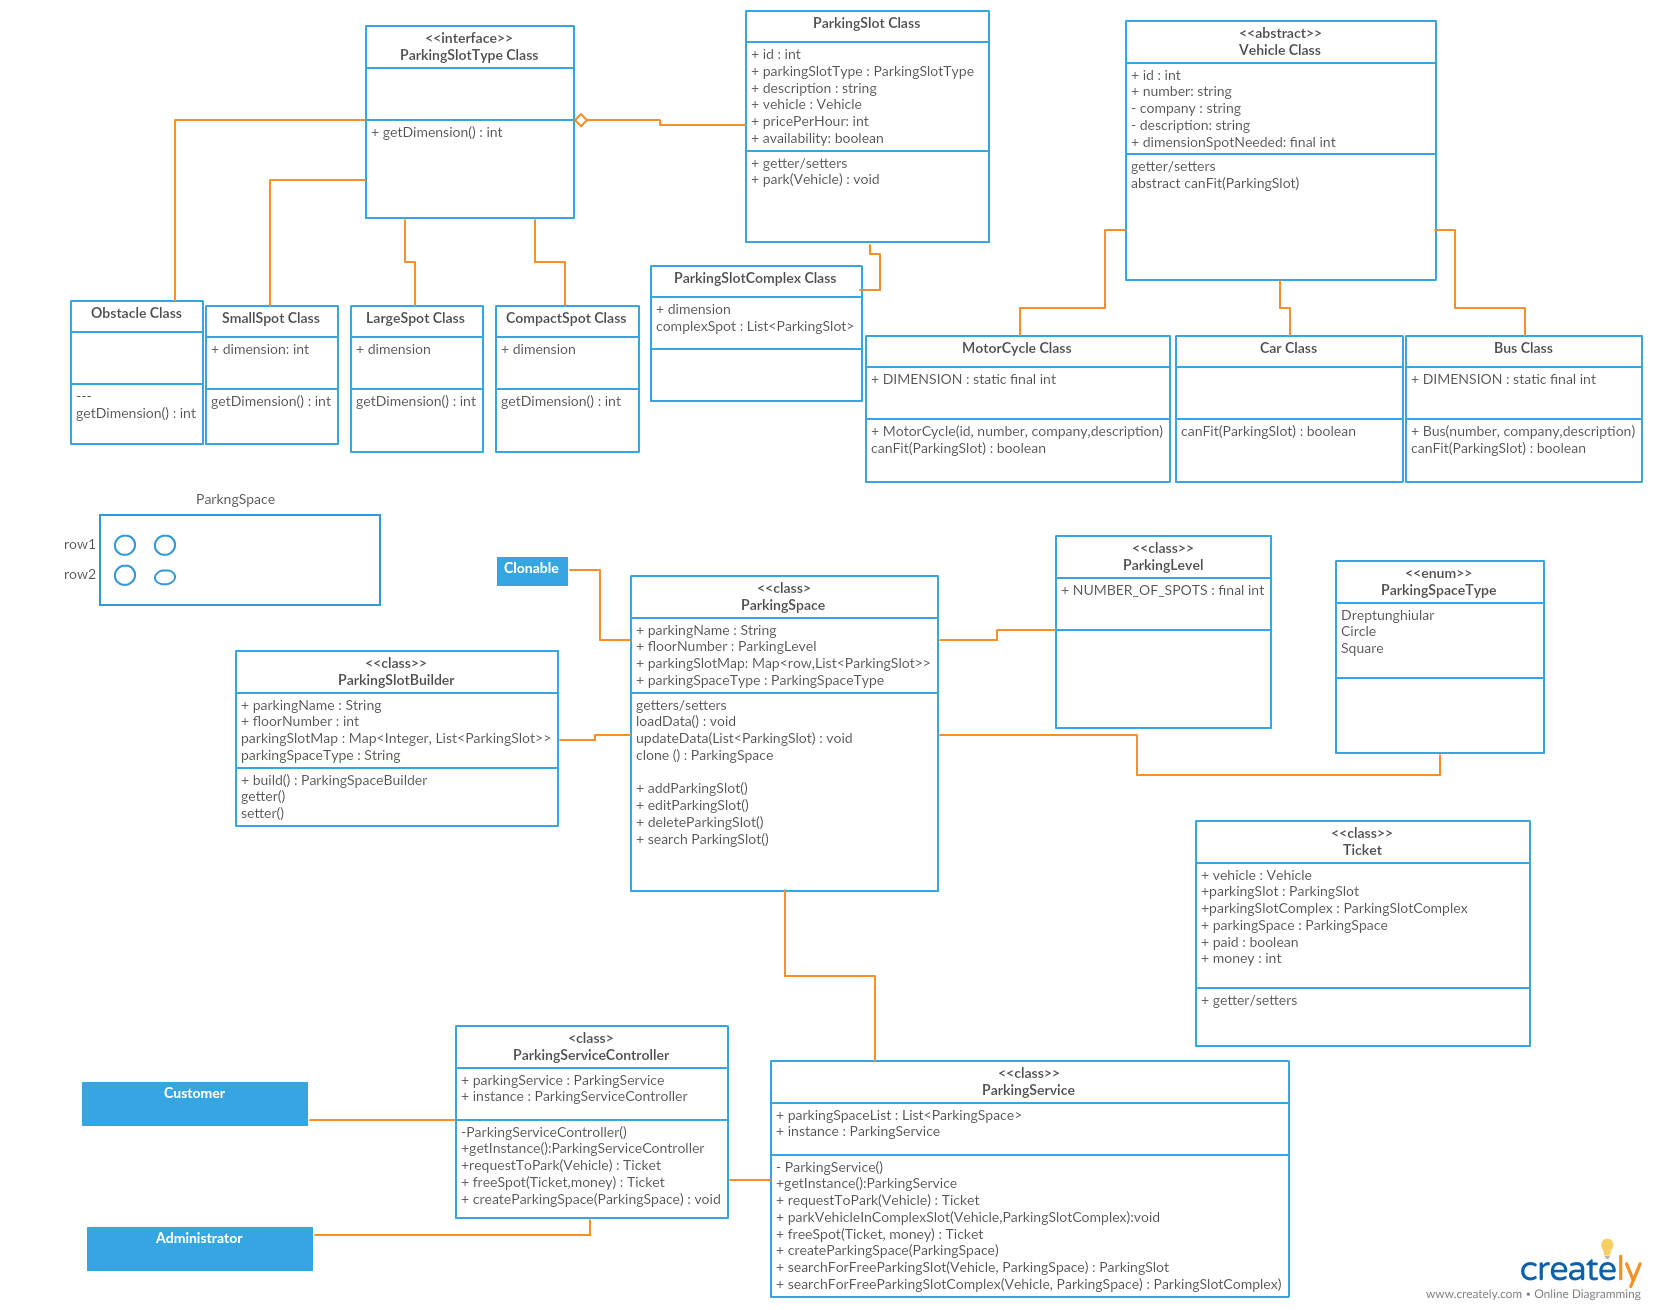 <<interface>>
ParkingSlotType Class
+ getDimension() : int
ParkingSlot Class
+ id : int
+ parkingSlotType : ParkingSlotType
+ description : string
+ vehicle : Vehicle
+ pricePerHour: int
+ availability: boolean
+ getter/setters
+ park(Vehicle) : void
<<abstract>>
Vehicle Class
+ id : int
+ number: string
- company : string
- description: string
+ dimensionSpotNeeded: final int
getter/setters
abstract canFit(ParkingSlot)
Obstacle Class
---
getDimension() : int
SmallSpot Class
+ dimension: int
getDimension() : int
LargeSpot Class
+ dimension
getDimension() : int
CompactSpot Class
+ dimension
getDimension() : int
ParkingSlotComplex Class
+ dimension
complexSpot : List<ParkingSlot>
MotorCycle Class
+ DIMENSION : static final int
+ MotorCycle(id, number, company,description)
canFit(ParkingSlot) : boolean
Car Class
canFit(ParkingSlot) : boolean
Bus Class
+ DIMENSION : static final int
+ Bus(number, company,description)
canFit(ParkingSlot) : boolean
ParkngSpace
row1
row2
Clonable
<<class>
ParkingSpace
+ parkingName : String
+ floorNumber : ParkingLevel
+ parkingSlotMap: Map<row,List<ParkingSlot>>
+ parkingSpaceType : ParkingSpaceType
getters/setters
loadData() : void
updateData(List<ParkingSlot) : void
clone () : ParkingSpace
+ addParkingSlot()
+ editParkingSlot()
+ deleteParkingSlot()
+ search ParkingSlot()
<<class>>
ParkingLevel
+ NUMBER_OF_SPOTS : final int
<<enum>>
ParkingSpaceType
Dreptunghiular
Circle
Square
<<class>>
ParkingSlotBuilder
+ parkingName : String
+ floorNumber : int
parkingSlotMap : Map<Integer, List<ParkingSlot>>
parkingSpaceType : String
+ build() : ParkingSpaceBuilder
getter()
setter()
<<class>>
Ticket
+ vehicle : Vehicle
+parkingSlot : ParkingSlot
+parkingSlotComplex : ParkingSlotComplex
+ parkingSpace : ParkingSpace
+ paid : boolean
+ money : int
+ getter/setters
Customer
Administrator
<class>
ParkingServiceController
+ parkingService : ParkingService
+ instance : ParkingServiceController
-ParkingServiceController()
+getInstance():ParkingServiceController
+requestToPark(Vehicle) : Ticket
+ freeSpot(Ticket,money) : Ticket
+ createParkingSpace(ParkingSpace) : void
<<class>>
ParkingService
+ parkingSpaceList : List<ParkingSpace>
+ instance : ParkingService
- ParkingService()
+getInstance():ParkingService
+ requestToPark(Vehicle) : Ticket
+ parkVehicleInComplexSlot(Vehicle,ParkingSlotComplex):void
+ freeSpot(Ticket, money) : Ticket
+ createParkingSpace(ParkingSpace)
+ searchForFreeParkingSlot(Vehicle, ParkingSpace) : ParkingSlot
+ searchForFreeParkingSlotComplex(Vehicle, ParkingSpace) : ParkingSlotComplex)
creately
www.creately.com • Online Diagramming